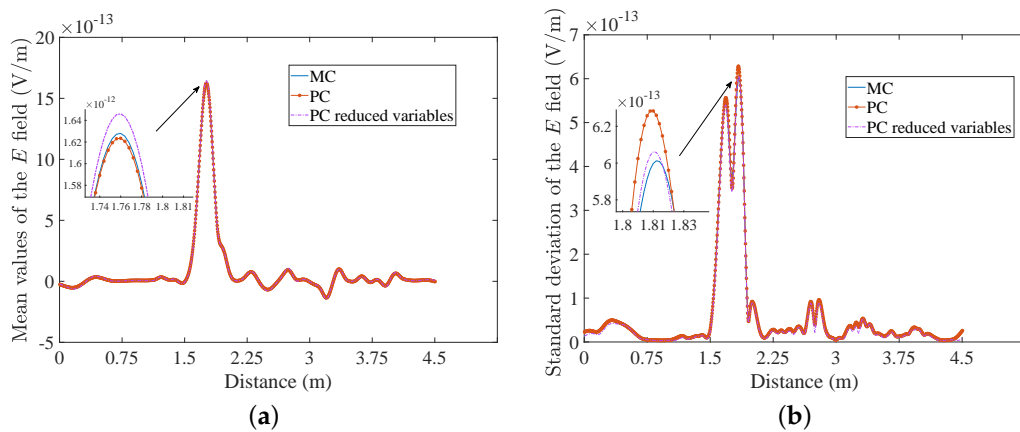 ×10⁻¹³
Mean values of the E field (V/m)
20
15
10
5
0
-5
0 0.75 1.5 2.25 3 3.75 4.5
Distance (m)
MC
PC
PC reduced variables
×10⁻¹²
1.64
1.62
1.6
1.58
1.74 1.76 1.78 1.8 1.81
(a)
×10⁻¹³
Standard deviation of the E field (V/m)
7
6
5
4
3
2
1
0
0 0.75 1.5 2.25 3 3.75 4.5
Distance (m)
MC
PC
PC reduced variables
×10⁻¹³
6.2
6
5.8
1.8 1.81 1.83
(b)